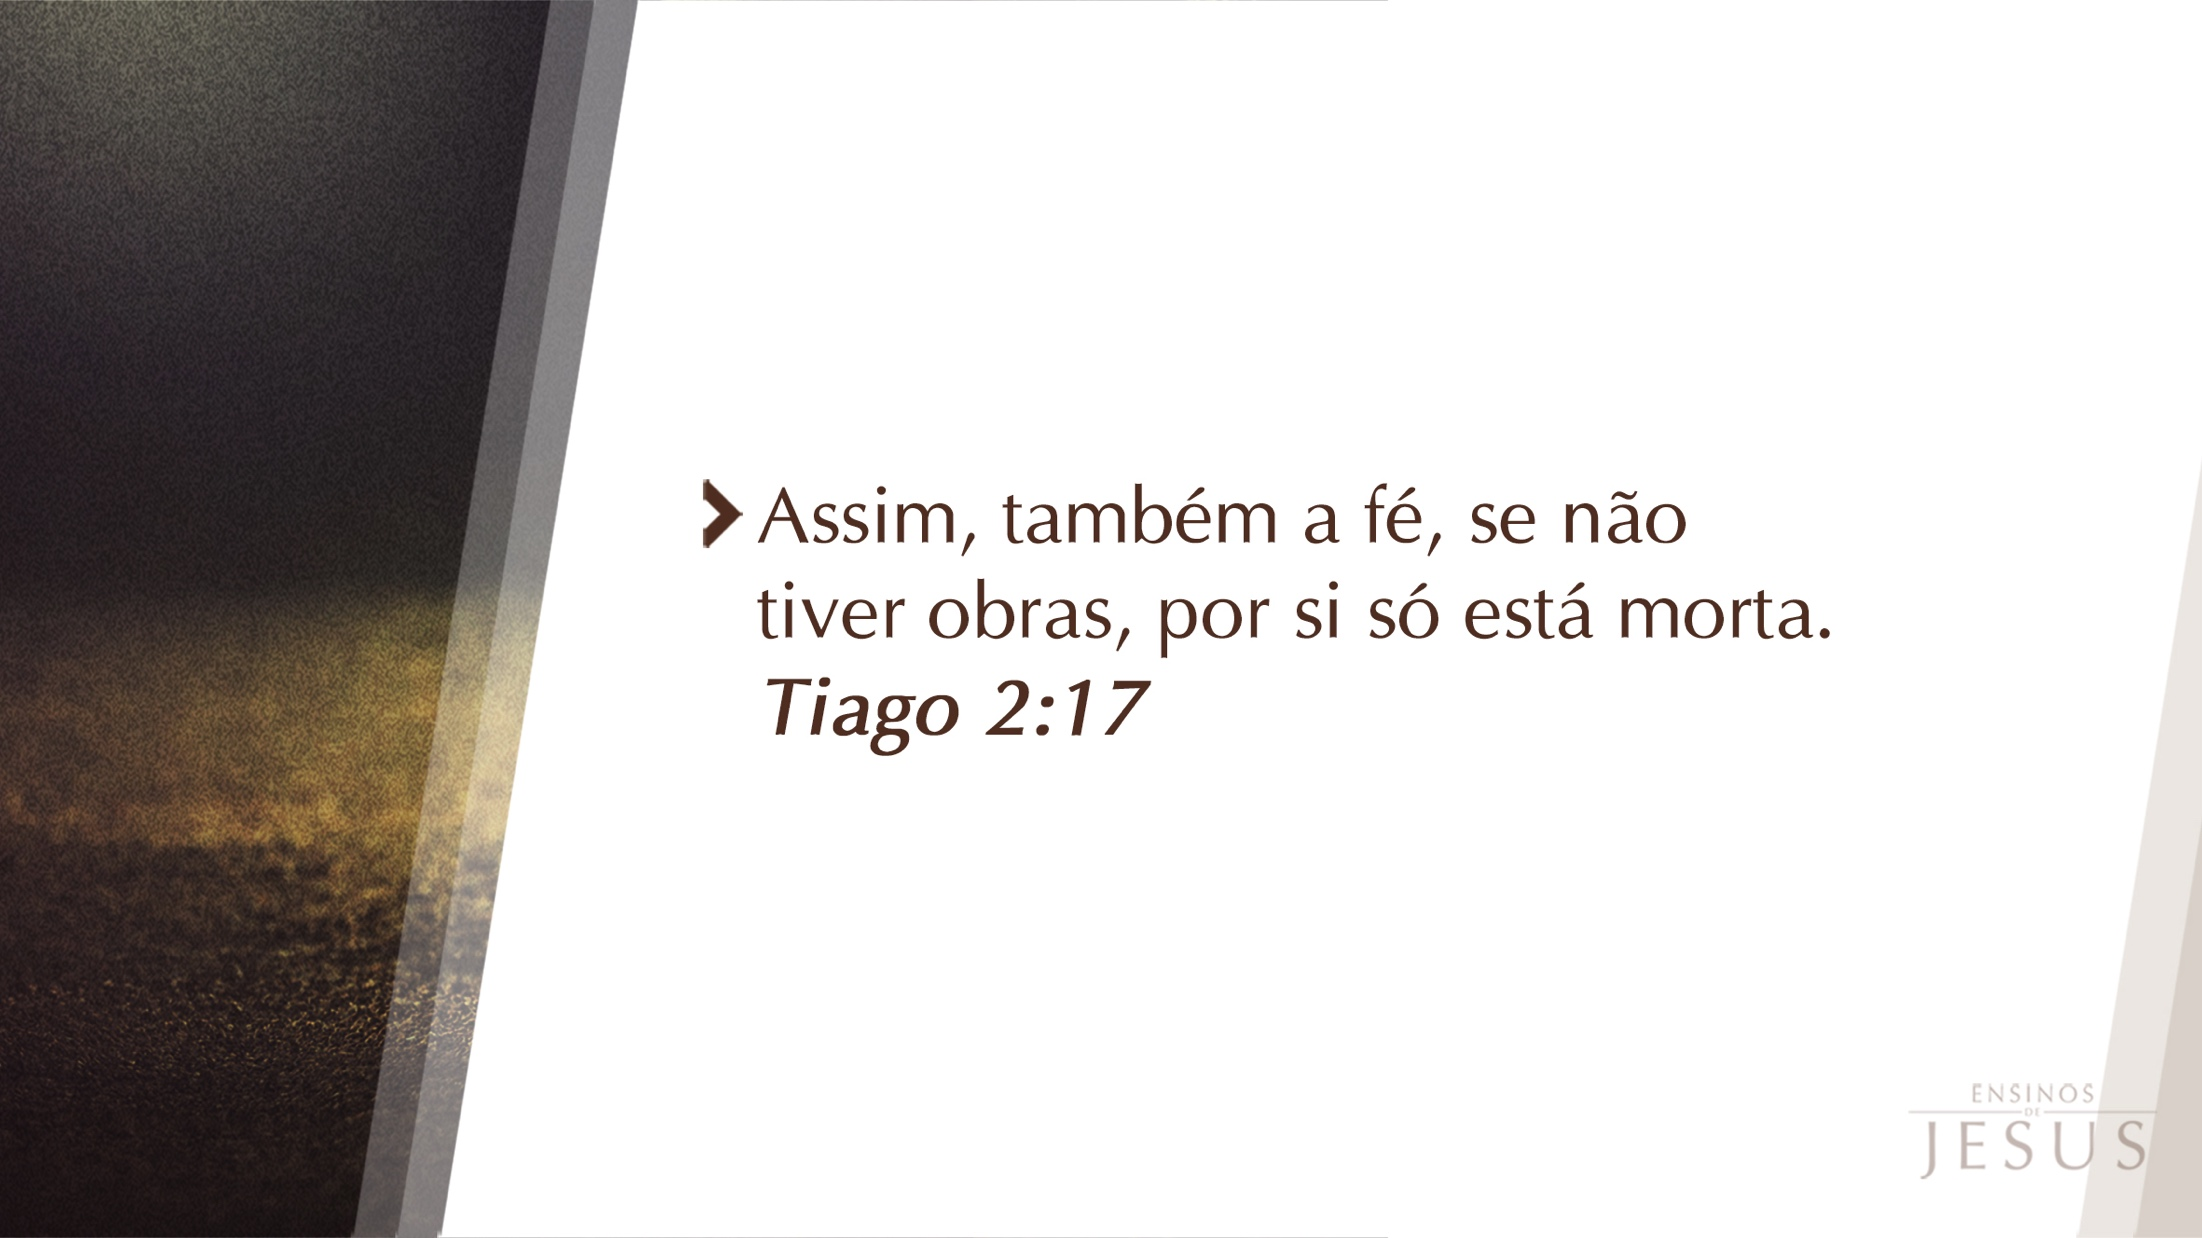 Assim, também a fé, se não
tiver obras, por si só está morta.
Tiago 2:17
ENSINOS
DE
JESUS